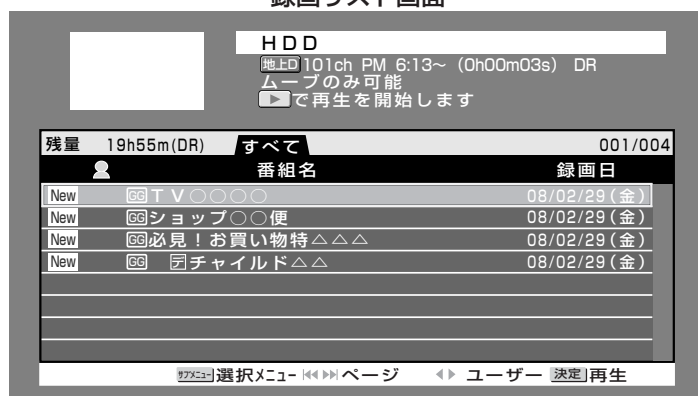 録画リスト画面
HDD
地上D 101ch PM 6:13～(0h00m03s) DR
ムーブのみ可能
で再生を開始します
残量 19h55m(DR) すべて 001/004
番組名 録画日
New GG TV○○○○ 08/02/29(金)
New GG ショップ○○便 08/02/29(金)
New GG 必見！お買い物特△△△ 08/02/29(金)
New GG デチャイルド△△ 08/02/29(金)
サブメニュー 選択メニュー ページ ユーザー 決定 再生